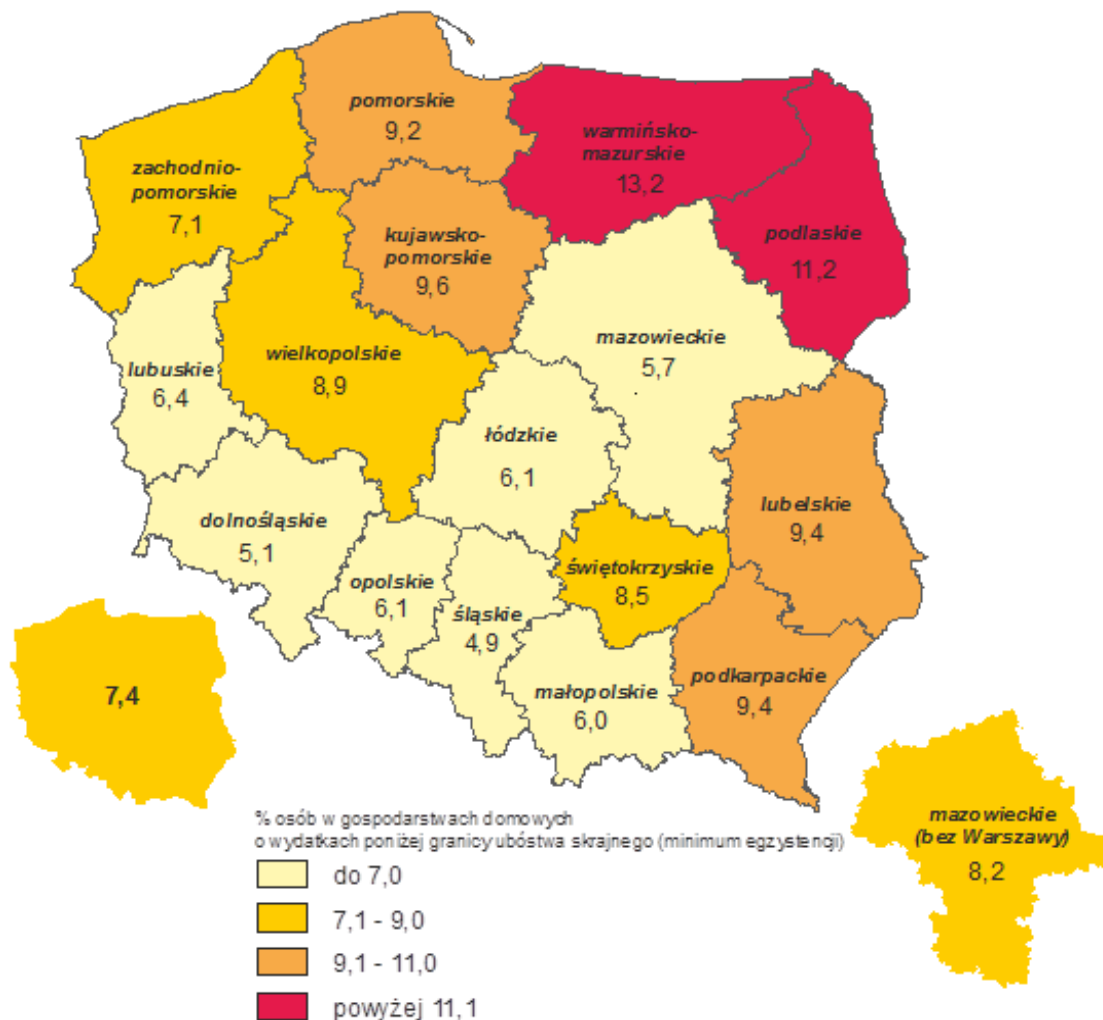 pomorskie
9,2
warmińsko-
mazurskie
13,2
zachodnio-
pomorskie
7,1
kujawsko-
pomorskie
9,6
podlaskie
11,2
mazowieckie
5,7
wielkopolskie
8,9
lubuskie
6,4
łódzkie
6,1
lubelskie
9,4
dolnośląskie
5,1
opolskie
6,1
świętokrzyskie
8,5
śląskie
4,9
małopolskie
6,0
podkarpackie
9,4
7,4
mazowieckie
(bez Warszawy)
8,2
% osób w gospodarstwach domowych
o wydatkach poniżej granicy ubóstwa skrajnego (minimum egzystencji)
do 7,0
7,1 - 9,0
9,1 - 11,0
powyżej 11,1